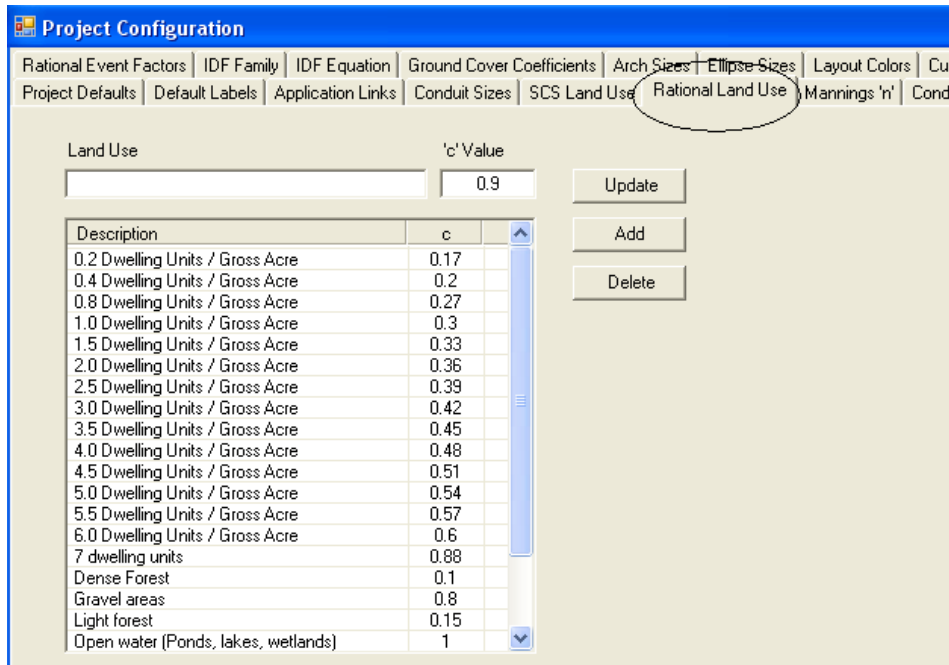 Project Configuration
Rational Event Factors IDF Family IDF Equation Ground Cover Coefficients Arch Sizes Ellipse Sizes Layout Colors Cu
Project Defaults Default Labels Application Links Conduit Sizes SCS Land Use Rational Land Use Mannings 'n' Cond
Land Use 'c' Value
0.9 Update
Description c Add
0.2 Dwelling Units / Gross Acre 0.17
0.4 Dwelling Units / Gross Acre 0.2 Delete
0.8 Dwelling Units / Gross Acre 0.27
1.0 Dwelling Units / Gross Acre 0.3
1.5 Dwelling Units / Gross Acre 0.33
2.0 Dwelling Units / Gross Acre 0.36
2.5 Dwelling Units / Gross Acre 0.39
3.0 Dwelling Units / Gross Acre 0.42
3.5 Dwelling Units / Gross Acre 0.45
4.0 Dwelling Units / Gross Acre 0.48
4.5 Dwelling Units / Gross Acre 0.51
5.0 Dwelling Units / Gross Acre 0.54
5.5 Dwelling Units / Gross Acre 0.57
6.0 Dwelling Units / Gross Acre 0.6
7 dwelling units 0.88
Dense Forest 0.1
Gravel areas 0.8
Light forest 0.15
Open water (Ponds, lakes, wetlands) 1